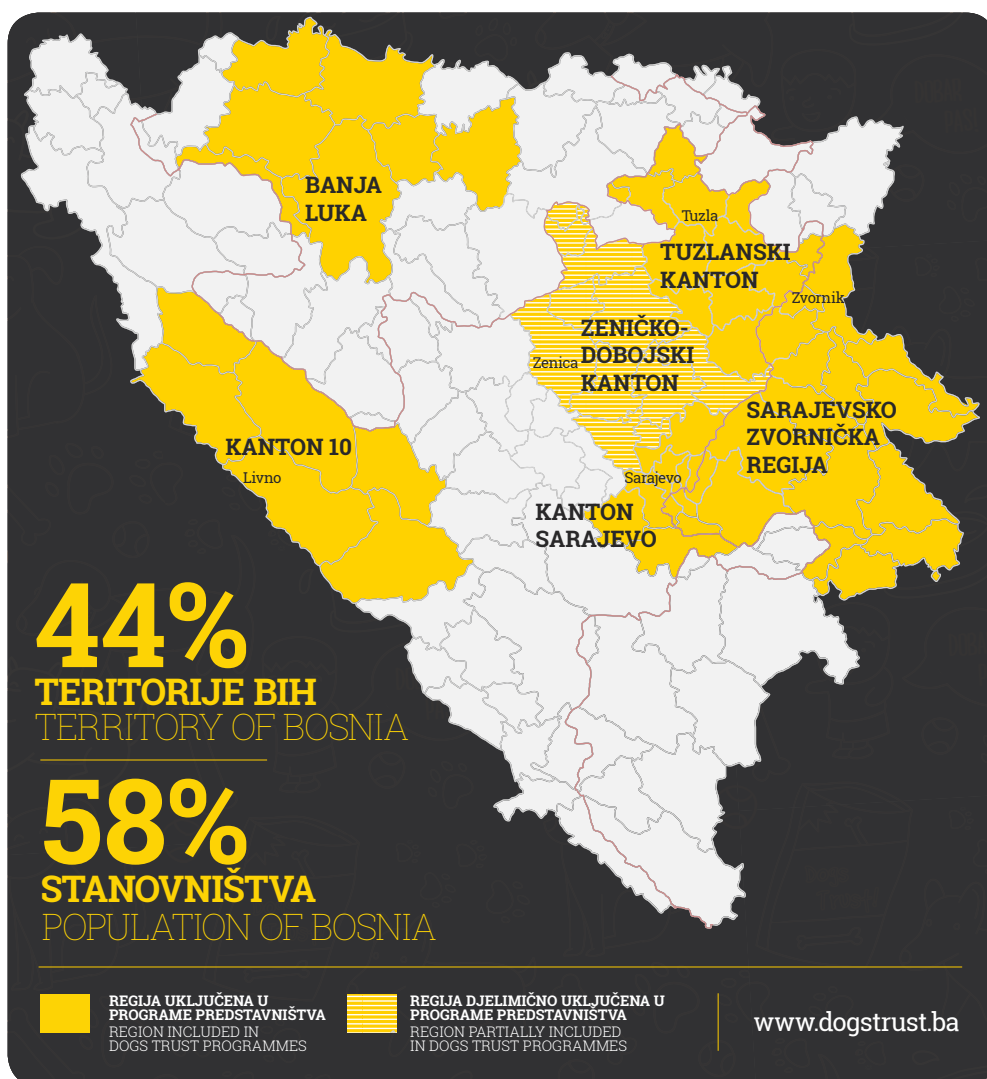 BANJA
LUKA
Tuzla
TUZLANSKI
KANTON
Zvornik
ZENIČKO-
DOBOJSKI
KANTON
Zenica
SARAJEVSKO
ZVORNIČKA
REGIJA
KANTON 10
Livno
Sarajevo
KANTON
SARAJEVO
44%
TERITORIJE BIH
TERRITORY OF BOSNIA
58%
STANOVNIŠTVA
POPULATION OF BOSNIA
REGIJA UKLJUČENA U
PROGRAME PREDSTAVNIŠTVA
REGION INCLUDED IN
DOGS TRUST PROGRAMMES
REGIJA DJELIMIČNO UKLJUČENA U
PROGRAME PREDSTAVNIŠTVA
REGION PARTIALLY INCLUDED
IN DOGS TRUST PROGRAMMES
www.dogstrust.ba